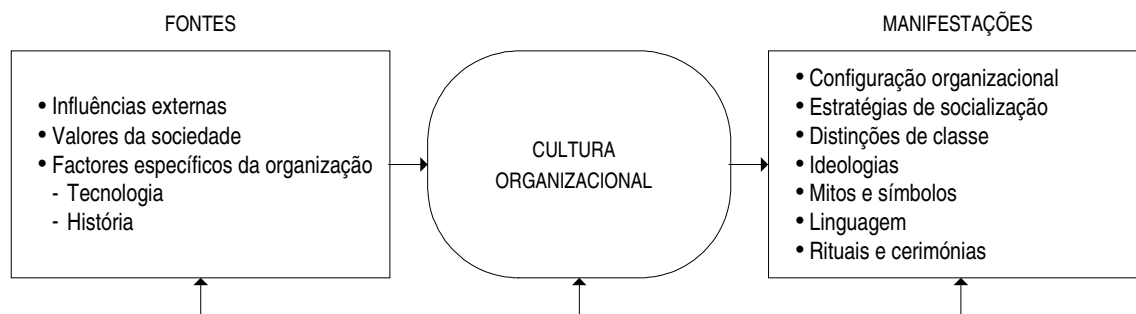 FONTES
• Influências externas
• Valores da sociedade
• Factores específicos da organização
- Tecnologia
- História
CULTURA
ORGANIZACIONAL
MANIFESTAÇÕES
• Configuração organizacional
• Estratégias de socialização
• Distinções de classe
• Ideologias
• Mitos e símbolos
• Linguagem
• Rituais e cerimónias